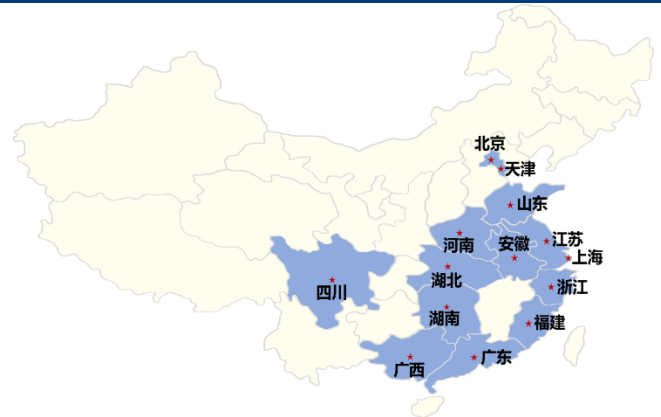 北京
天津
山东
河南
安徽
江苏
上海
湖北
四川
浙江
湖南
福建
广西
广东